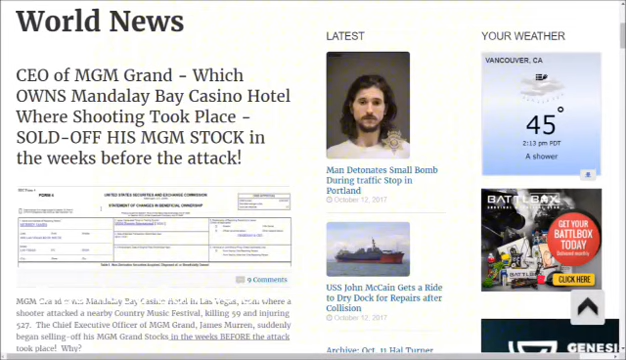 World News
CEO of MGM Grand - Which
OWNS Mandalay Bay Casino Hotel
Where Shooting Took Place -
SOLD-OFF HIS MGM STOCK in
the weeks before the attack!
UNITED STATES SECURITIES AND EXCHANGE COMMISSION
STATEMENT OF CHANGES IN BENEFICIAL OWNERSHIP
9 Comments
Mandalay Bay Casino Hotel in Las Vegas, from where a
shooter attacked a nearby Country Music Festival, killing 59 and injuring
527. The Chief Executive Officer of MGM Grand, James Murren, suddenly
began selling-off his MGM Grand Stocks in the weeks BEFORE the attack
took place! Why?
LATEST
Man Detonates Small Bomb
During traffic Stop in
Portland
October 12, 2017
USS John McCain Gets a Ride
to Dry Dock for Repairs after
Collision
October 12, 2017
Archive: Oct. 11 Hal Turner
YOUR WEATHER
VANCOUVER, CA
45°
2:13 pm PDT
A shower
BATTLBOX
GET YOUR
BATTLBOX
TODAY
CLICK HERE
GENESI